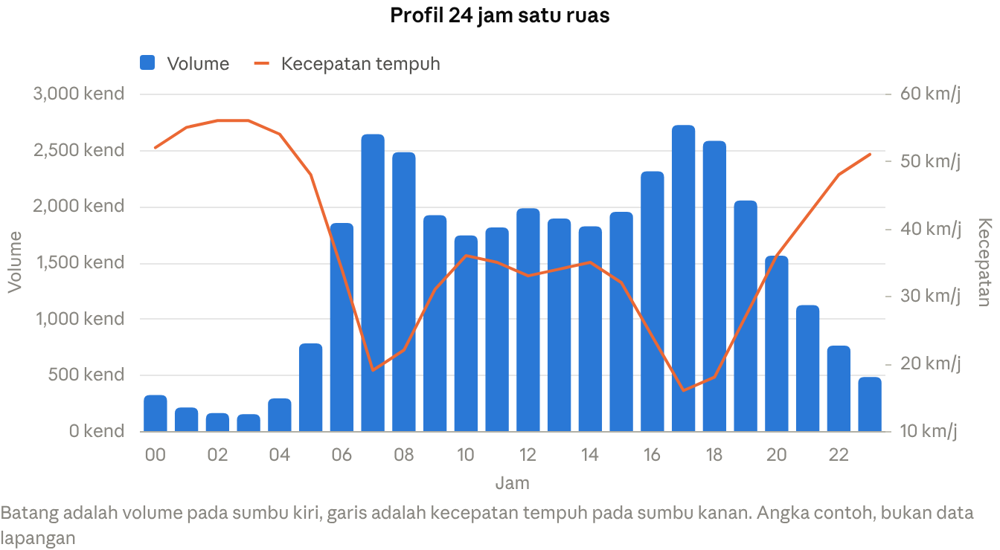 Profil 24 jam satu ruas
Volume
Kecepatan tempuh
3,000 kend
2,500 kend
2,000 kend
1,500 kend
1,000 kend
500 kend
0 kend
Volume
60 km/j
50 km/j
40 km/j
30 km/j
20 km/j
10 km/j
Kecepatan
00 02 04 06 08 10 12 14 16 18 20 22
Jam
Batang adalah volume pada sumbu kiri, garis adalah kecepatan tempuh pada sumbu kanan. Angka contoh, bukan data
lapangan